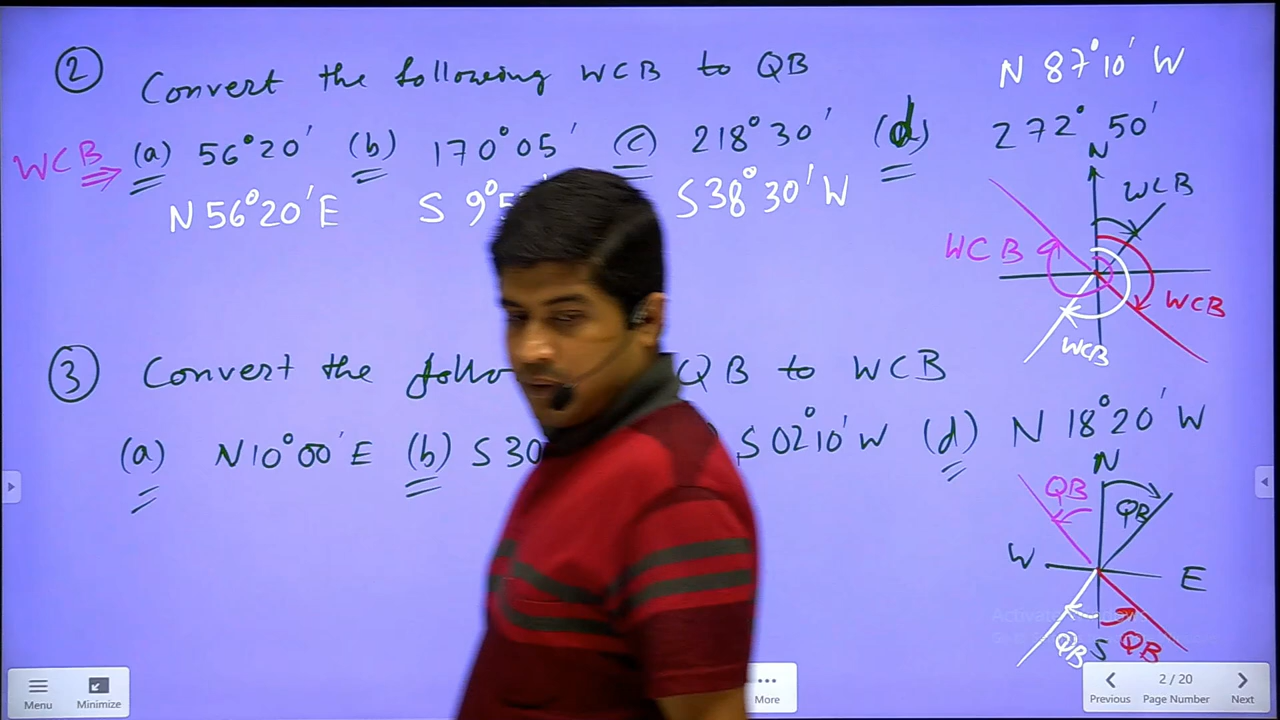 N 87°10' W
② Convert the following WCB to QB
WCB ⇒ (a) 56°20' (b) 170°05' (c) 218°30' (d) 272°50'
N 56°20' E S 9° S 38°30' W
N
WCB
WCB
WCB
WCB
③ Convert the QB to WCB
(a) N10°00'E (b) S 30 S 02°10' W (d) N 18°20' W
N
QB
QB
W E
QB S QB
Menu Minimize More Previous 2 / 20 Page Number Next